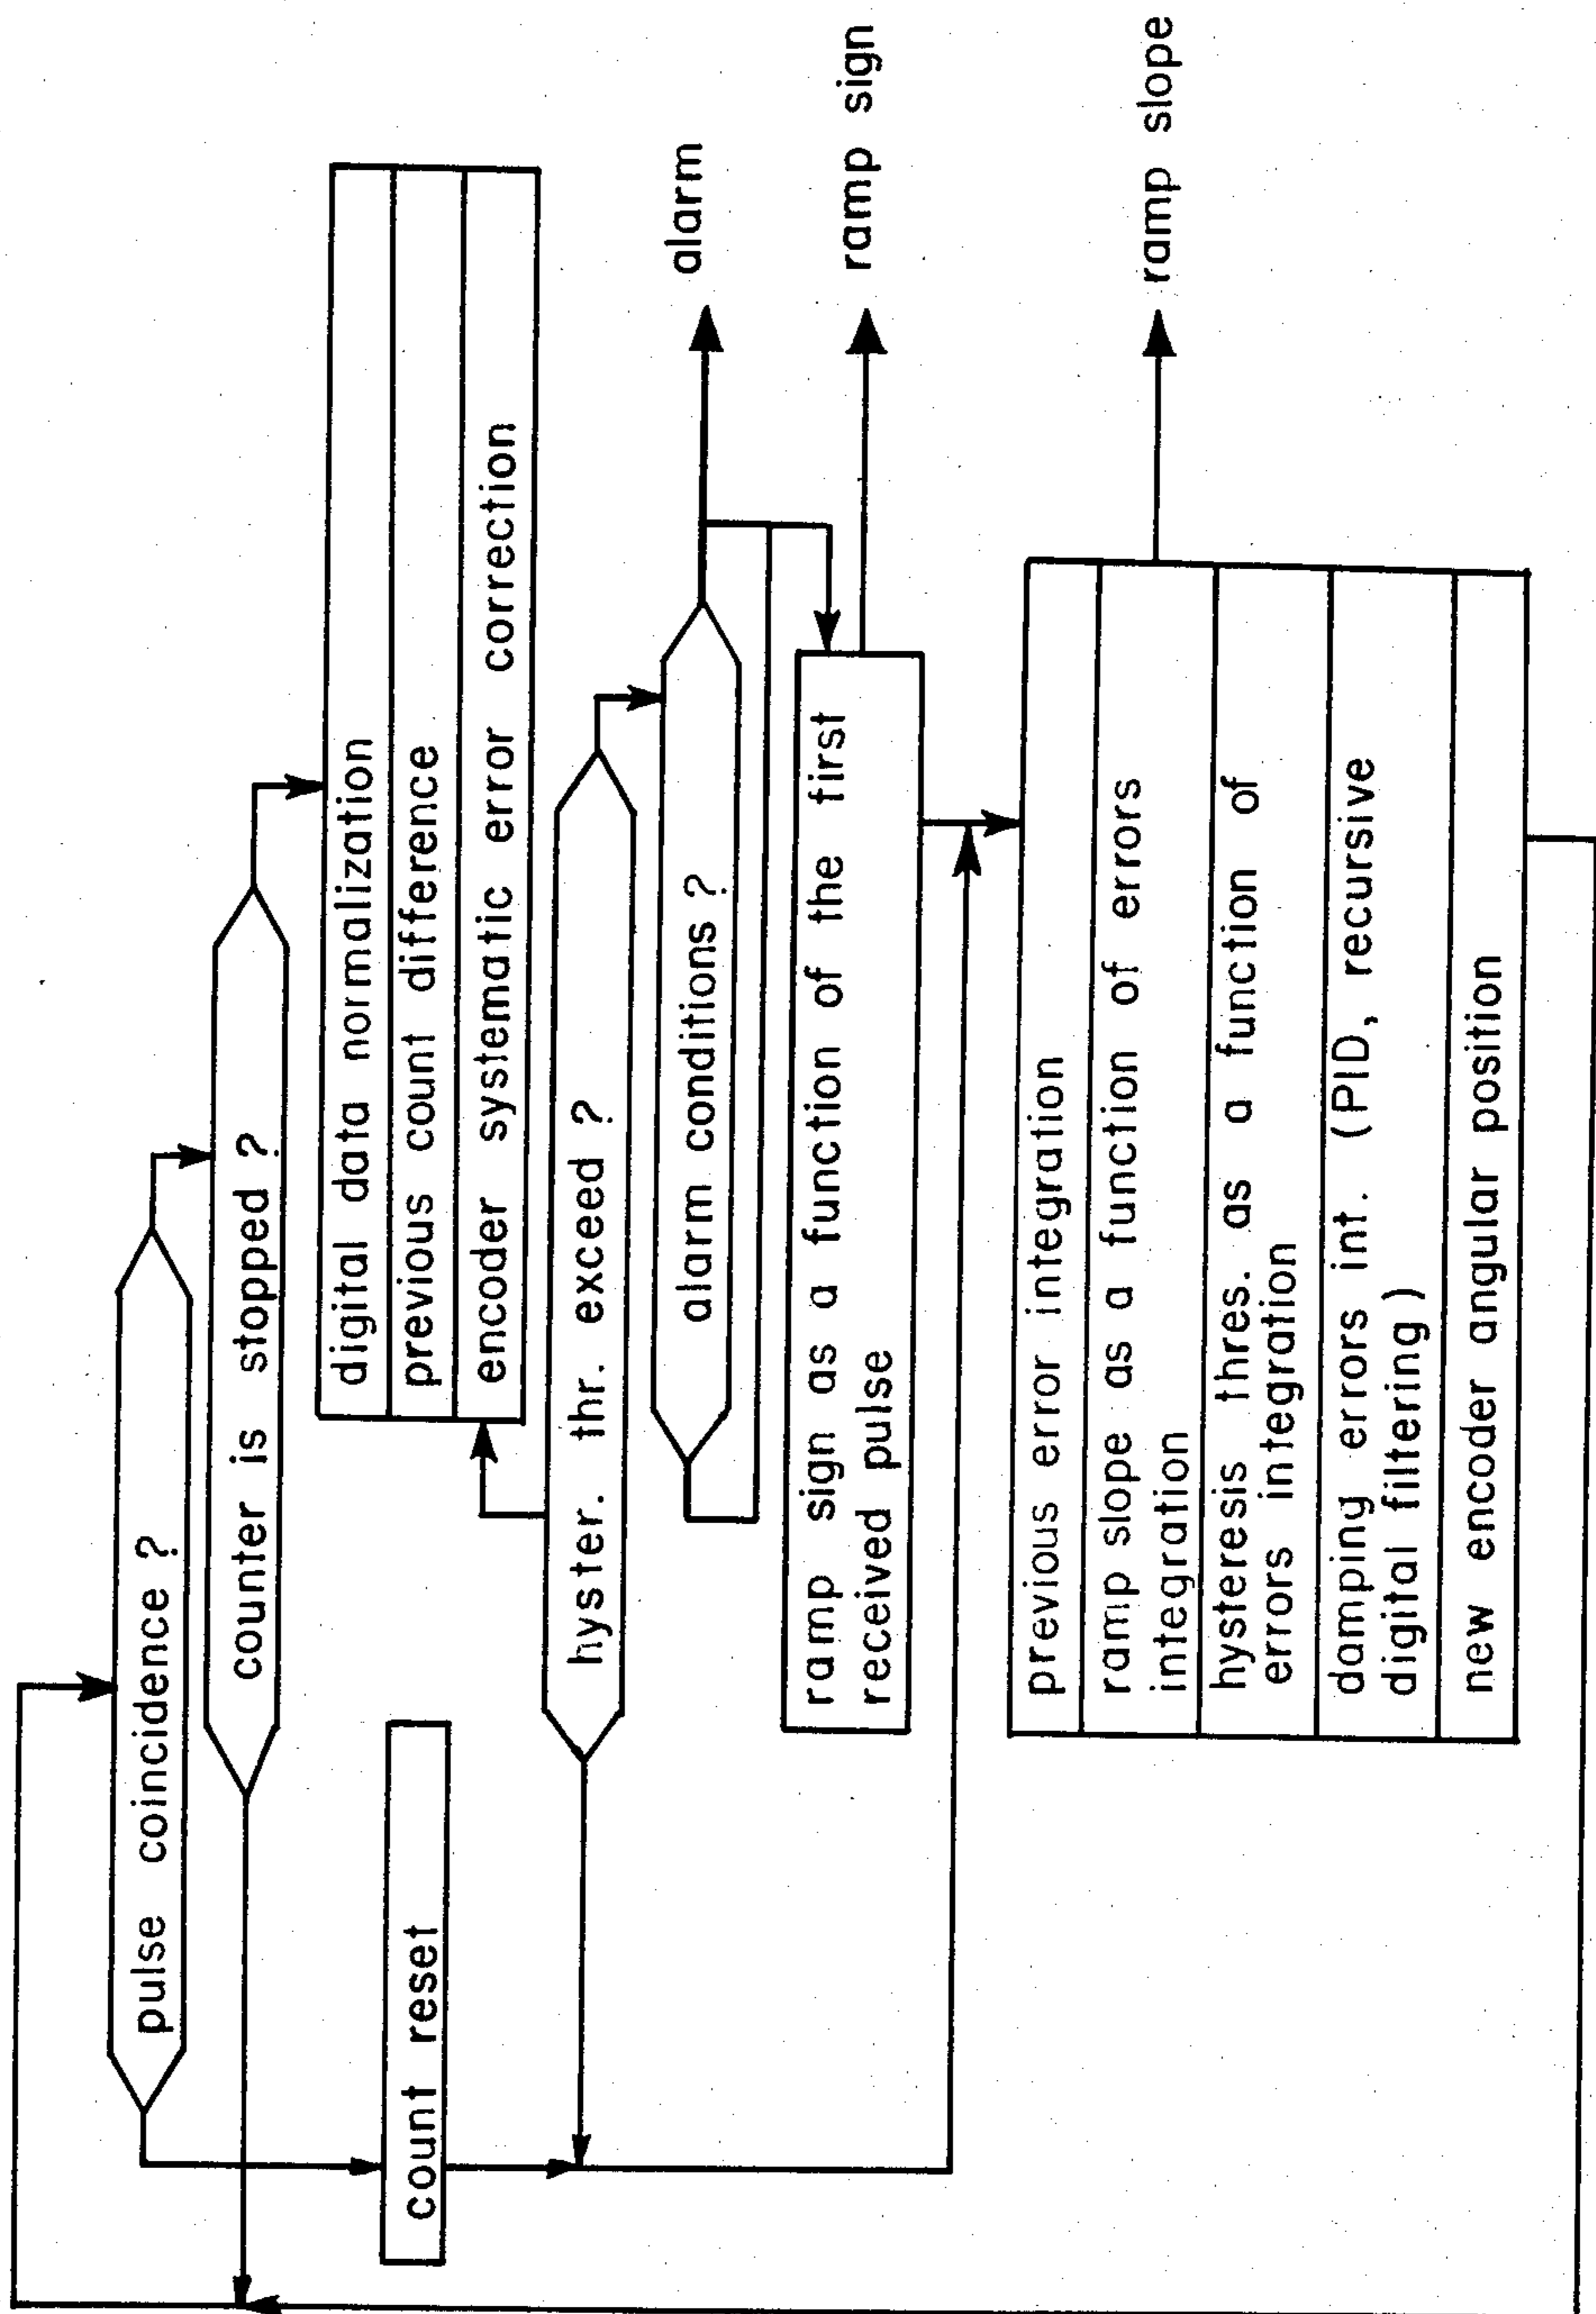 pulse coincidence ?
counter is stopped ?
count reset
digital data normalization
previous count difference
encoder systematic error correction
hyster. thr. exceed ?
alarm conditions ?
alarm
ramp sign as a function of the first
received pulse
ramp sign
previous error integration
ramp slope as a function of errors
integration
ramp slope
hysteresis thres. as a function of
errors integration
damping errors int. (PID, recursive
digital filtering)
new encoder angular position